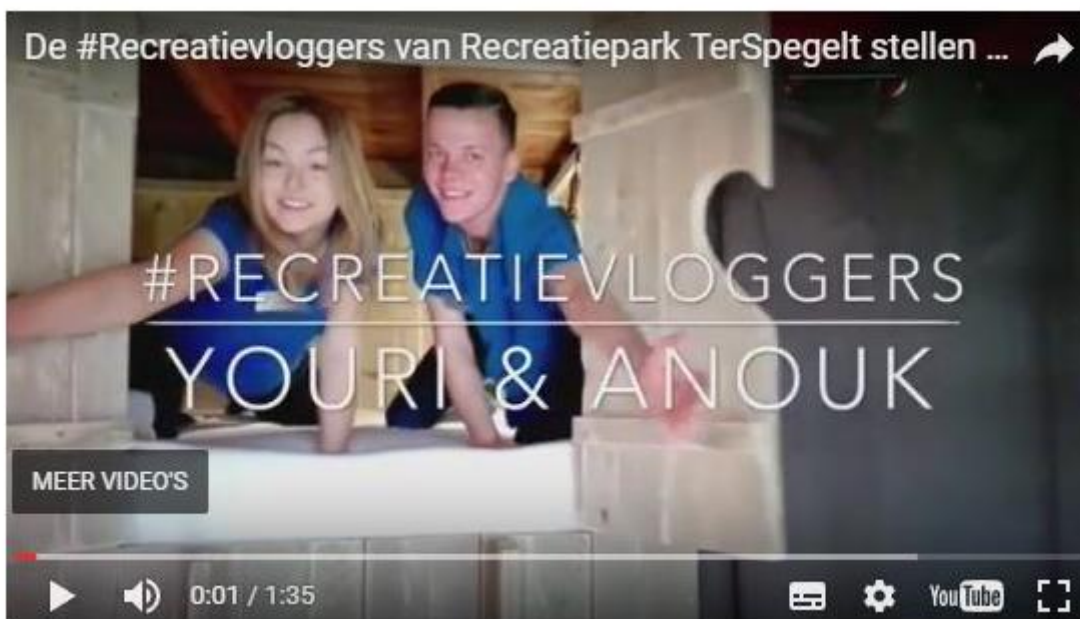 De #Recreatievloggers van Recreatiepark TerSpegelt stellen ...
#RECREATIEVLOGGERS
YOURI & ANOUK
MEER VIDEO'S
0:01 / 1:35
YouTube